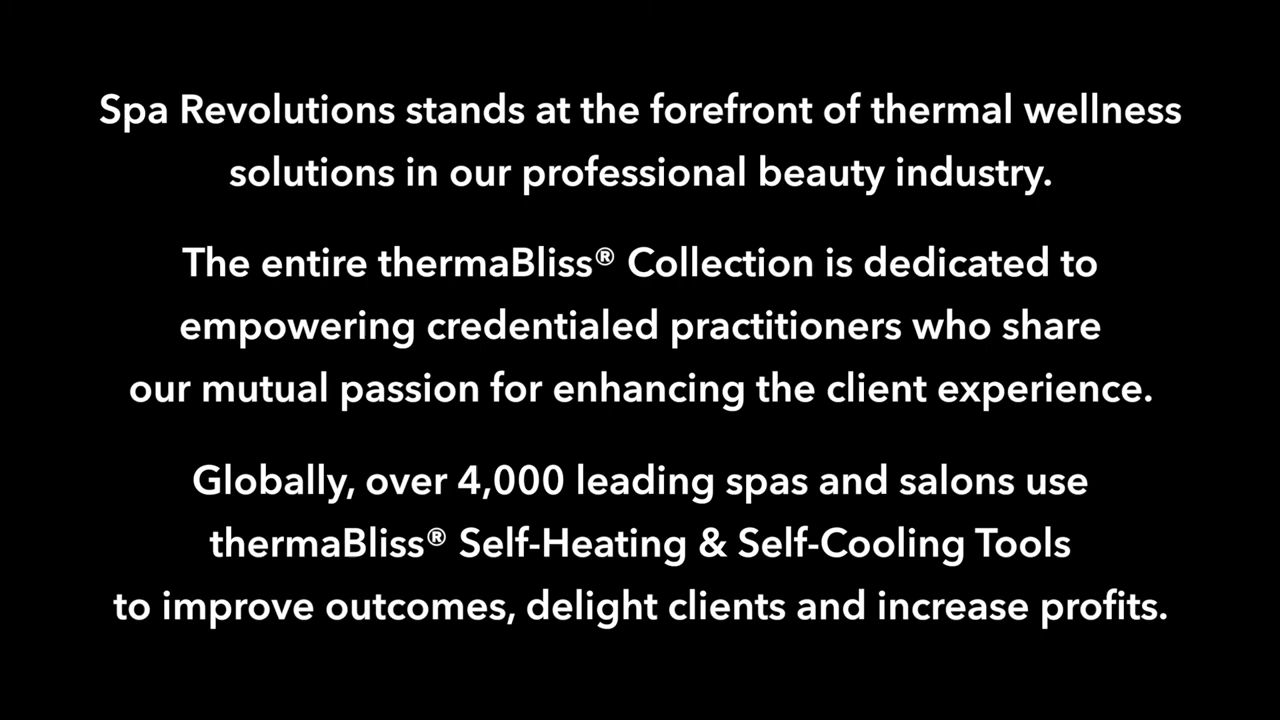 Spa Revolutions stands at the forefront of thermal wellness
solutions in our professional beauty industry.
The entire thermaBliss® Collection is dedicated to
empowering credentialed practitioners who share
our mutual passion for enhancing the client experience.
Globally, over 4,000 leading spas and salons use
thermaBliss® Self-Heating & Self-Cooling Tools
to improve outcomes, delight clients and increase profits.